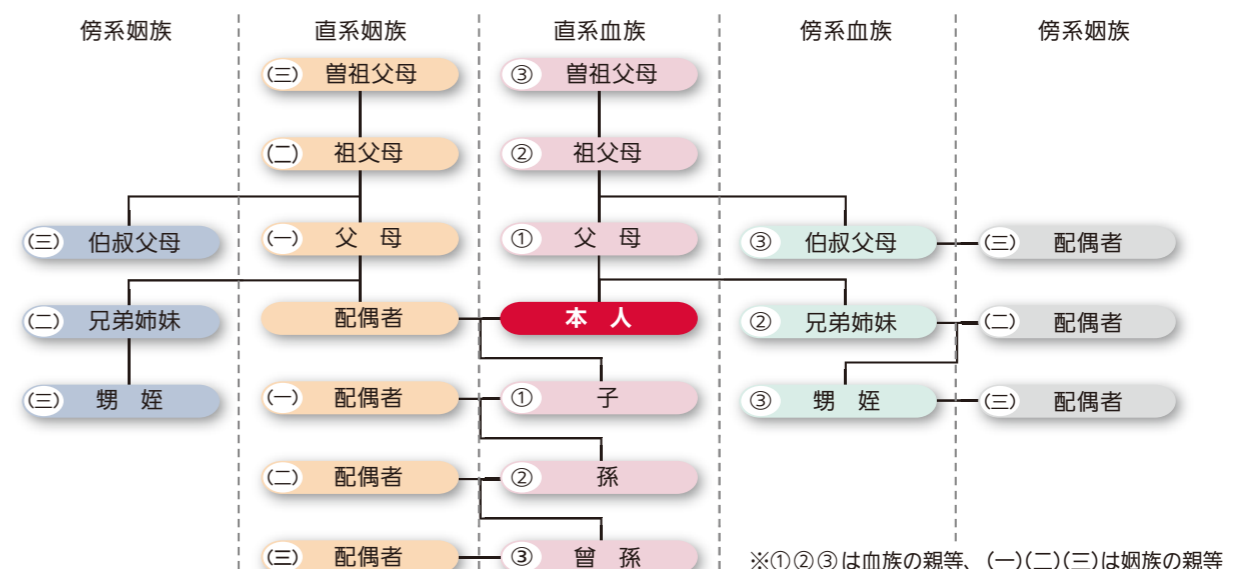 傍系姻族 直系姻族 直系血族 傍系血族 傍系姻族
(三) 曽祖父母 ③ 曽祖父母
(二) 祖父母 ② 祖父母
(三) 伯叔父母 (一) 父 母 ① 父 母 ③ 伯叔父母 (三) 配偶者
(二) 兄弟姉妹 配偶者 本 人 ② 兄弟姉妹 (二) 配偶者
(三) 甥 姪 (一) 配偶者 ① 子 ③ 甥 姪 (三) 配偶者
(二) 配偶者 ② 孫
(三) 配偶者 ③ 曾 孫
※①②③は血族の親等、(一)(二)(三)は姻族の親等